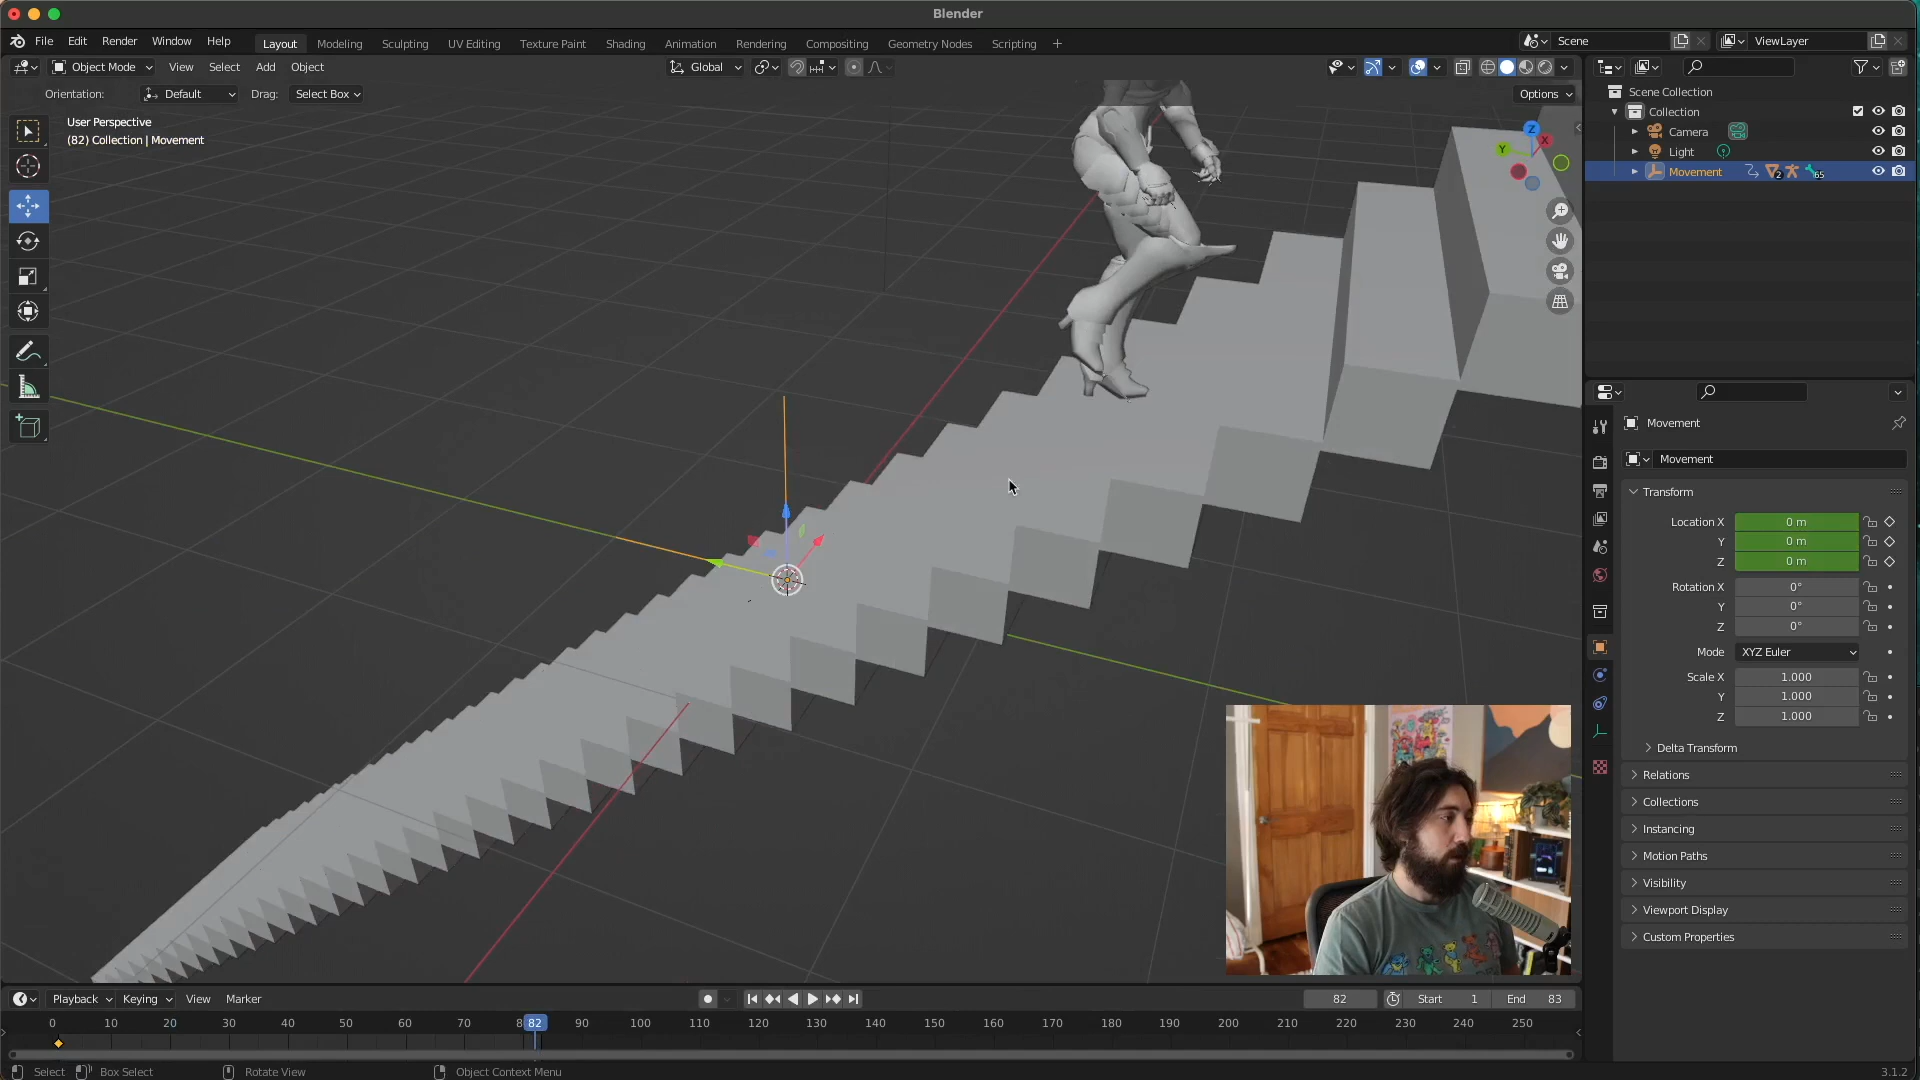 Blender
File Edit Render Window Help
Layout Modeling Sculpting UV Editing Texture Paint Shading Animation Rendering Compositing Geometry Nodes Scripting +
Scene
ViewLayer
Object Mode View Select Add Object
Global
Orientation: Default Drag: Select Box
Options
User Perspective
(82) Collection | Movement
Z
X
Y
Scene Collection
Collection
Camera
Light
Movement
2
65
Movement
Movement
Transform
Location X 0 m
Y 0 m
Z 0 m
Rotation X 0°
Y 0°
Z 0°
Mode XYZ Euler
Scale X 1.000
Y 1.000
Z 1.000
Delta Transform
Relations
Collections
Instancing
Motion Paths
Visibility
Viewport Display
Custom Properties
Playback Keying View Marker
82 Start 1 End 83
0 10 20 30 40 50 60 70 8 82 90 100 110 120 130 140 150 160 170 180 190 200 210 220 230 240 250
Select Box Select Rotate View Object Context Menu
3.1.2